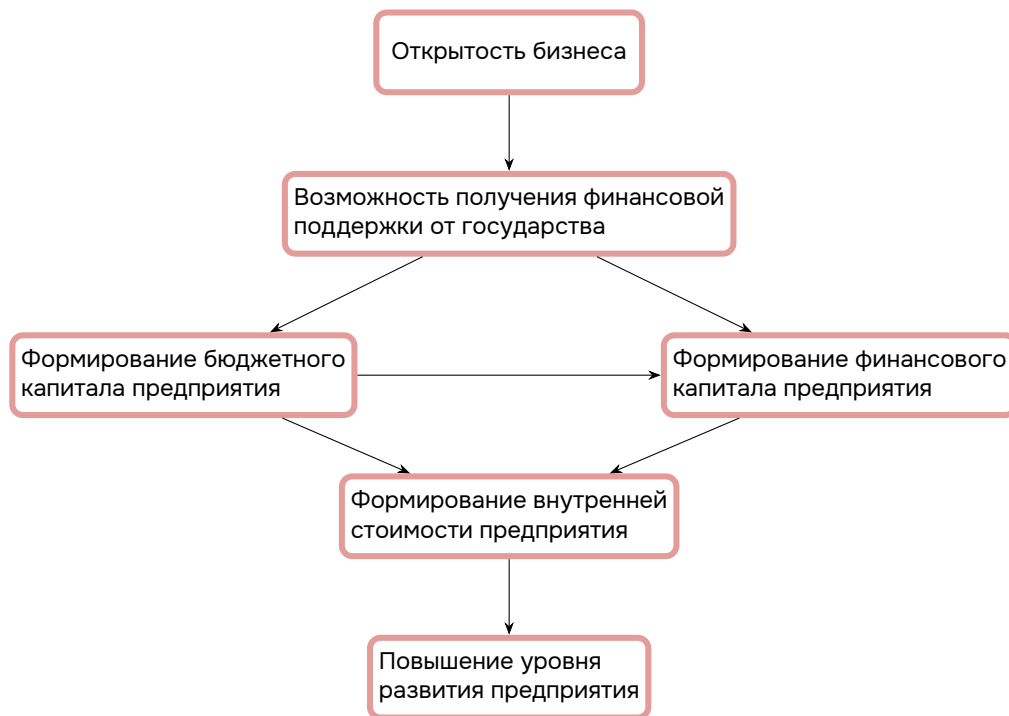 Открытость бизнеса
Возможность получения финансовой
поддержки от государства
Формирование бюджетного
капитала предприятия
Формирование финансового
капитала предприятия
Формирование внутренней
стоимости предприятия
Повышение уровня
развития предприятия